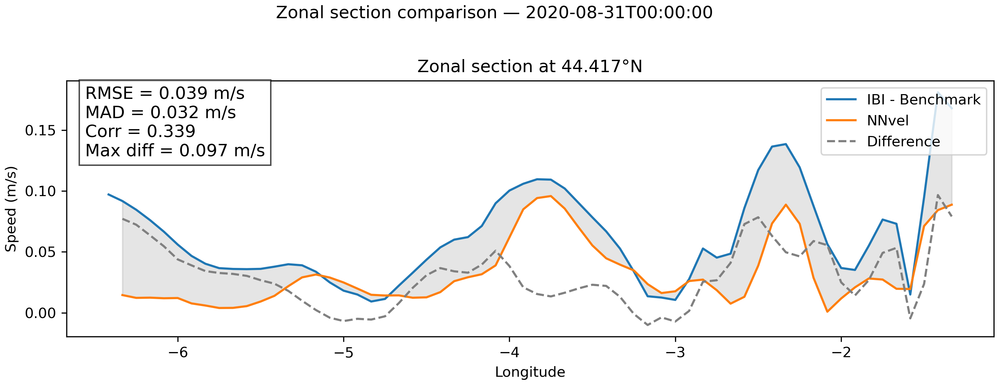 Zonal section comparison — 2020-08-31T00:00:00
Zonal section at 44.417°N
RMSE = 0.039 m/s
MAD = 0.032 m/s
Corr = 0.339
Max diff = 0.097 m/s
IBI - Benchmark
NNvel
Difference
Speed (m/s)
0.15
0.10
0.05
0.00
−6
−5
−4
−3
−2
Longitude